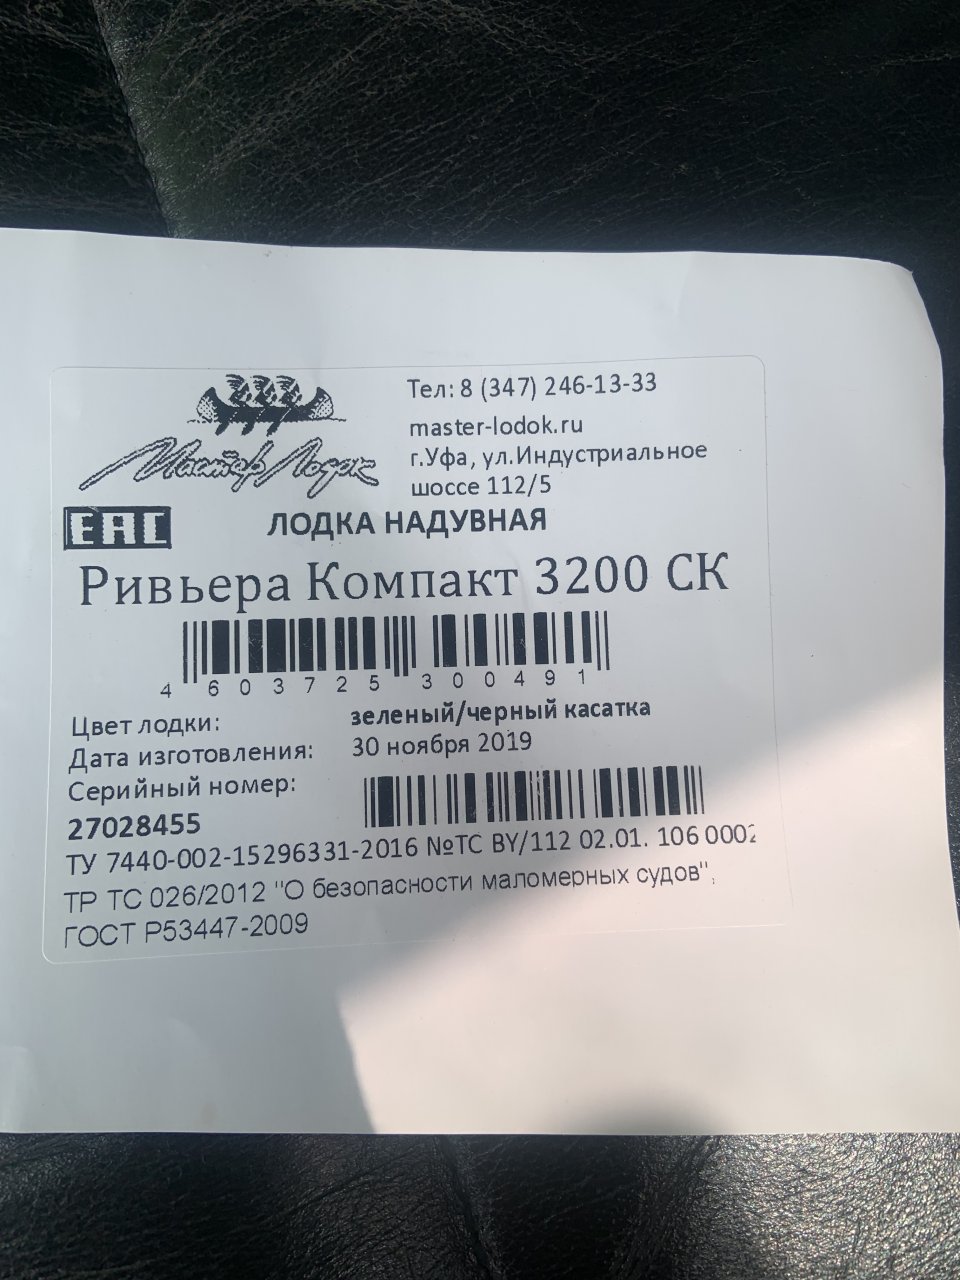 Тел: 8 (347) 246-13-33
master-lodok.ru
г.Уфа, ул.Индустриальное
шоссе 112/5
Мастер Лодок
EAC
ЛОДКА НАДУВНАЯ
Ривьера Компакт 3200 СК
4 603725 300491
Цвет лодки: зеленый/черный касатка
Дата изготовления: 30 ноября 2019
Серийный номер:
27028455
ТУ 7440-002-15296331-2016 №ТС BY/112 02.01. 106 0002
ТР ТС 026/2012 "О безопасности маломерных судов",
ГОСТ Р53447-2009